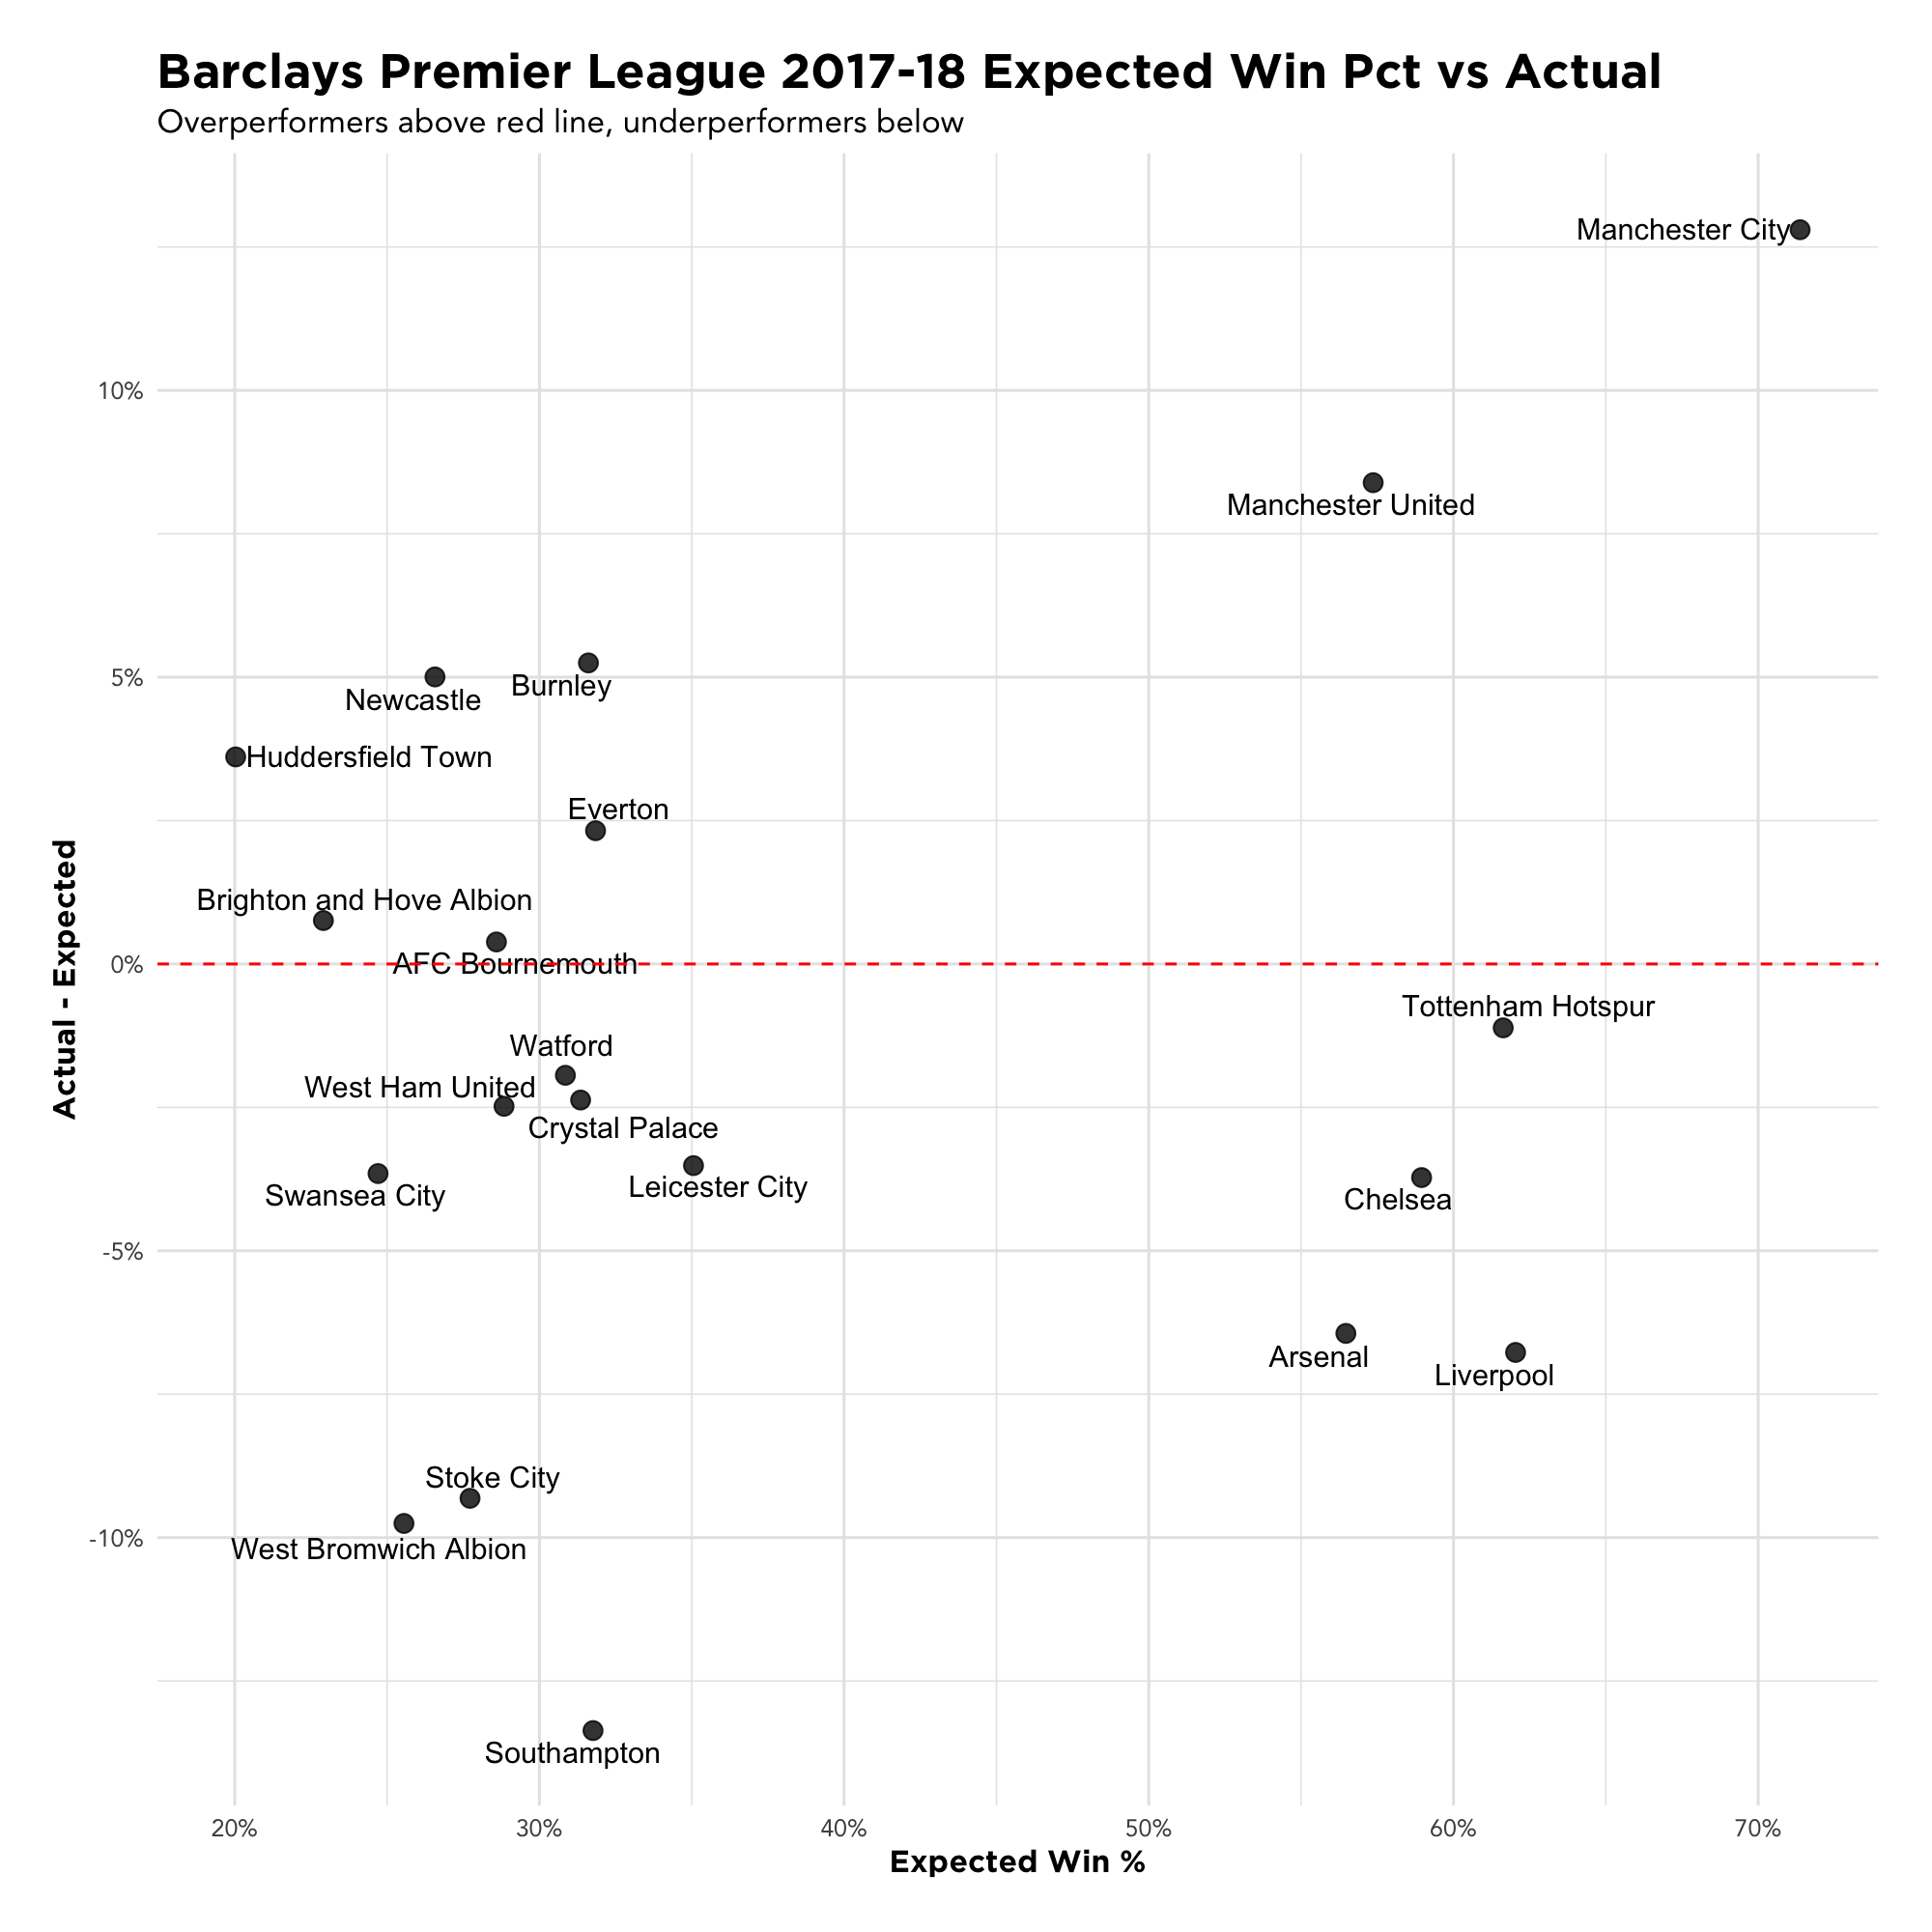 Barclays Premier League 2017-18 Expected Win Pct vs Actual
Overperformers above red line, underperformers below
Manchester City
10%
Manchester United
5%
Burnley
Newcastle
Huddersfield Town
Everton
Brighton and Hove Albion
0%
AFC Bournemouth
Actual - Expected
Tottenham Hotspur
Watford
West Ham United
Crystal Palace
Leicester City
Swansea City
Chelsea
-5%
Arsenal
Liverpool
Stoke City
-10%
West Bromwich Albion
Southampton
20% 30% 40% 50% 60% 70%
Expected Win %